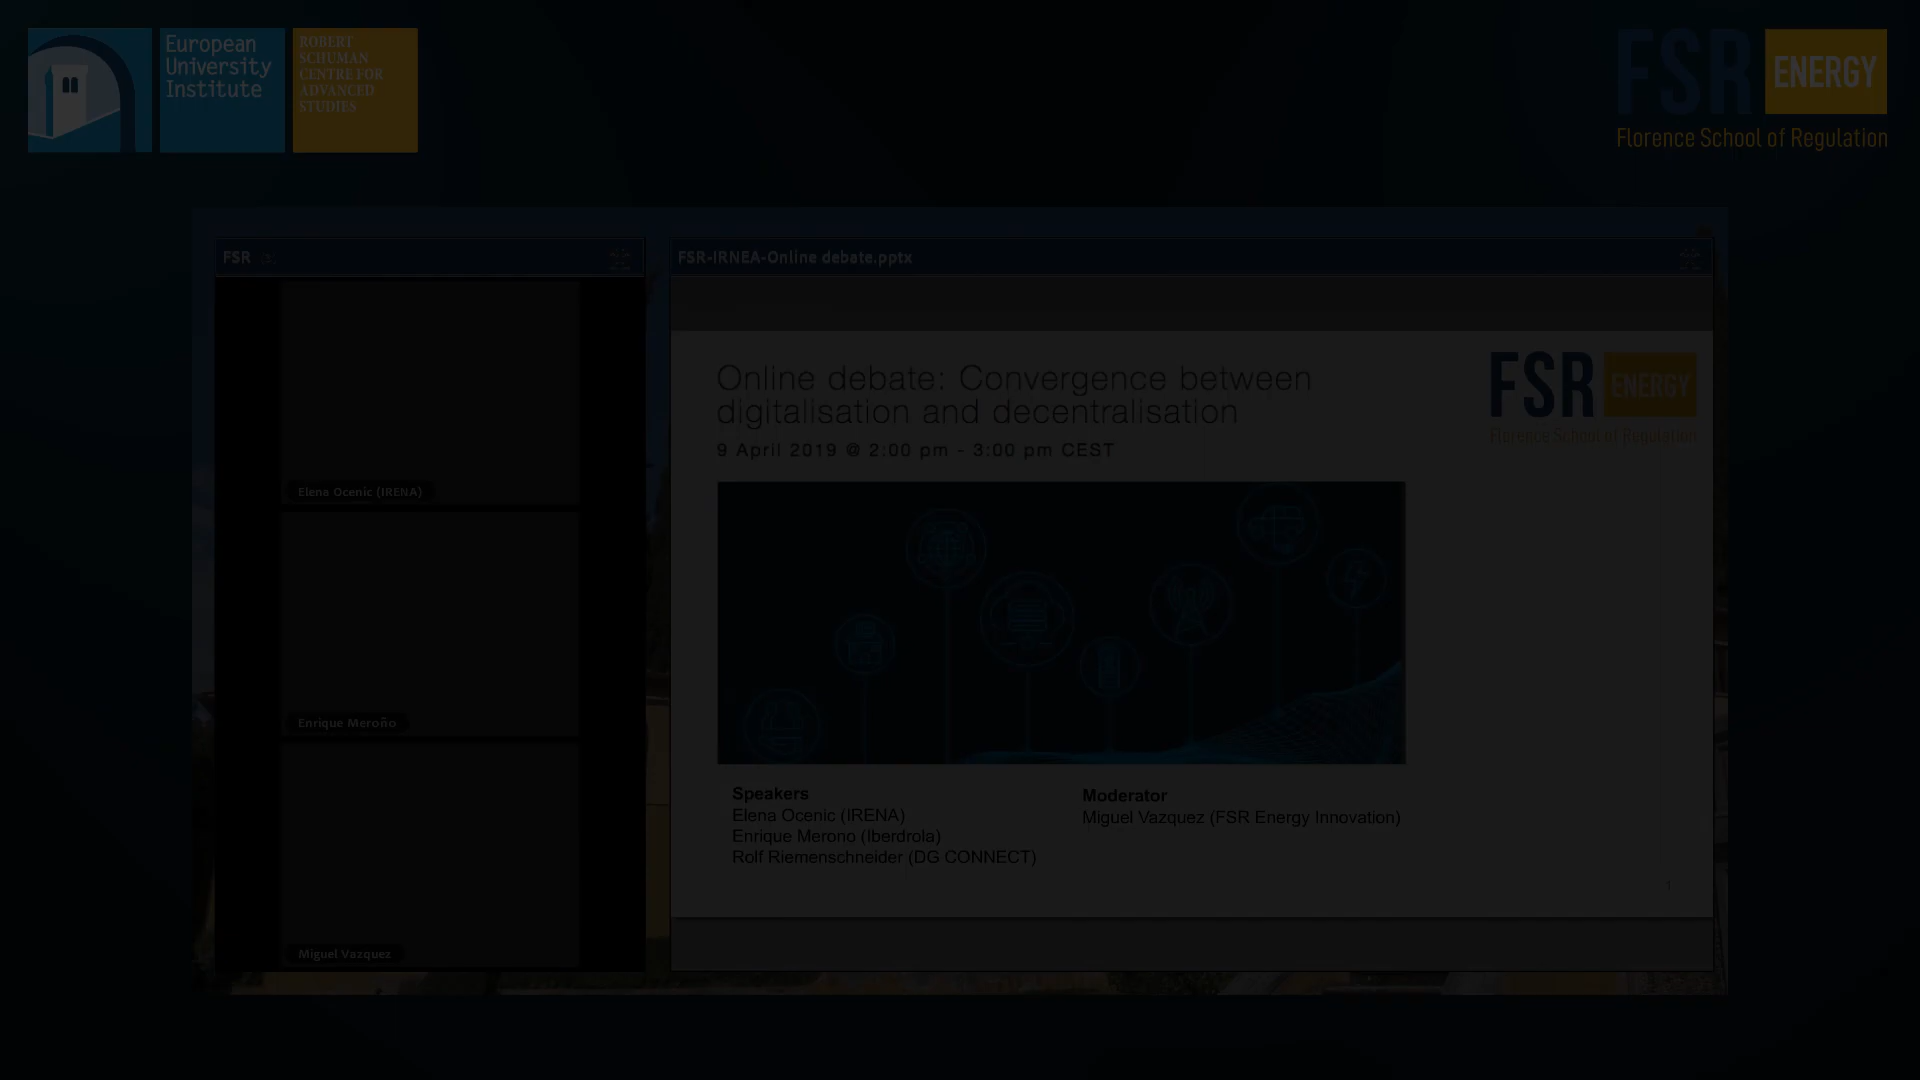 European
University
Institute
ROBERT
SCHUMAN
CENTRE FOR
ADVANCED
STUDIES
FSR
ENERGY
Florence School of Regulation
FSR
Elena Ocenic (IRENA)
Enrique Meroño
Miguel Vazquez
FSR-IRNEA-Online debate.pptx
Online debate: Convergence between
digitalisation and decentralisation
9 April 2019 @ 2:00 pm - 3:00 pm CEST
FSR
ENERGY
Florence School of Regulation
Speakers
Elena Ocenic (IRENA)
Enrique Merono (Iberdrola)
Rolf Riemenschneider (DG CONNECT)
Moderator
Miguel Vazquez (FSR Energy Innovation)
1